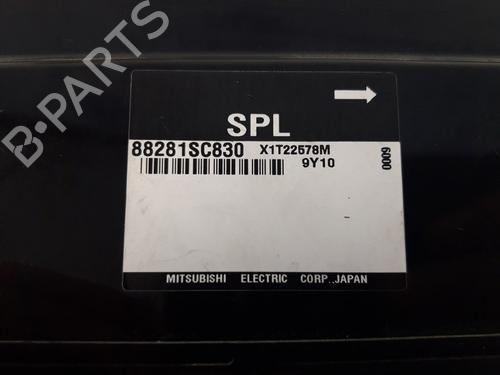 B-PARTS
SPL
88281SC830 X1T22578M
9Y10
0009
MITSUBISHI ELECTRIC CORP., JAPAN